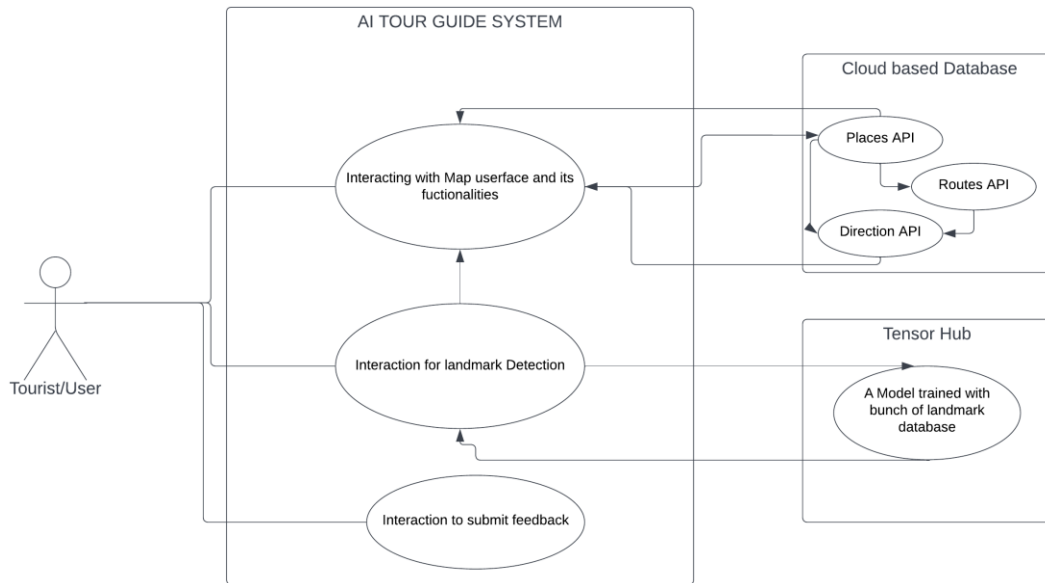 AI TOUR GUIDE SYSTEM
Cloud based Database
Places API
Interacting with Map userface and its
fuctionalities
Routes API
Direction API
Tensor Hub
Interaction for landmark Detection
Tourist/User
A Model trained with
bunch of landmark
database
Interaction to submit feedback